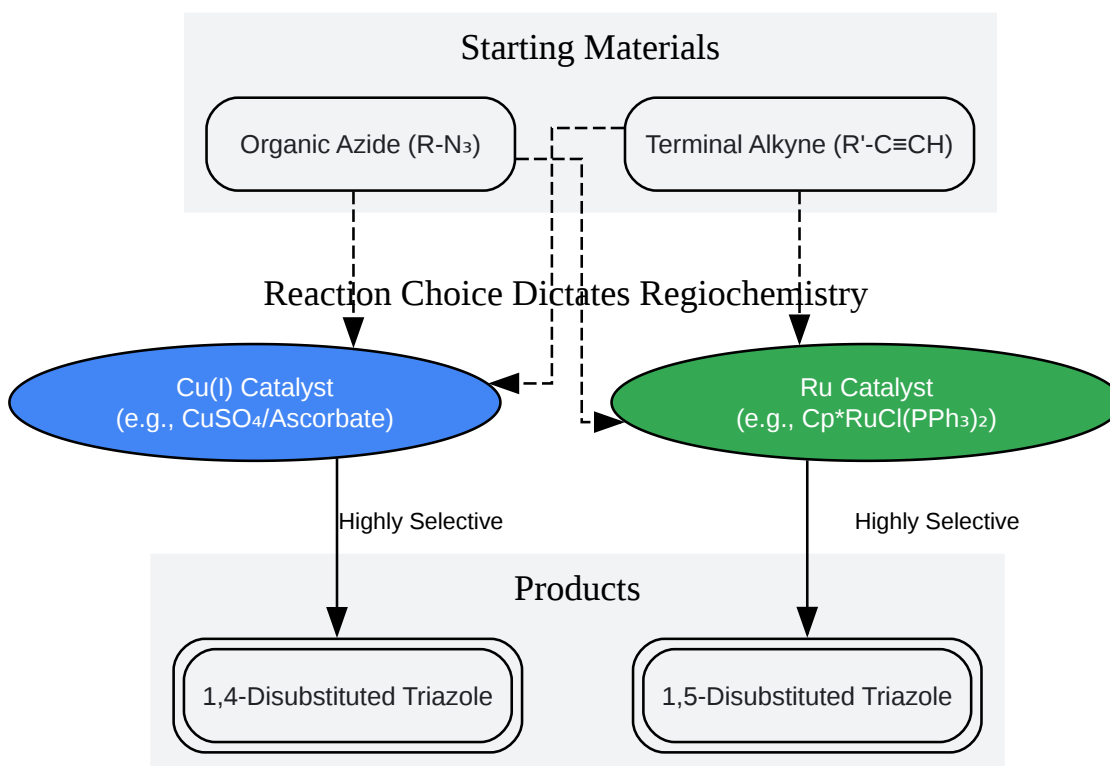 Starting Materials
Organic Azide (R-N₃)
Terminal Alkyne (R'-C≡CH)
Reaction Choice Dictates Regiochemistry
Cu(I) Catalyst
(e.g., CuSO₄/Ascorbate)
Ru Catalyst
(e.g., Cp*RuCl(PPh₃)₂)
Highly Selective
Highly Selective
Products
1,4-Disubstituted Triazole
1,5-Disubstituted Triazole